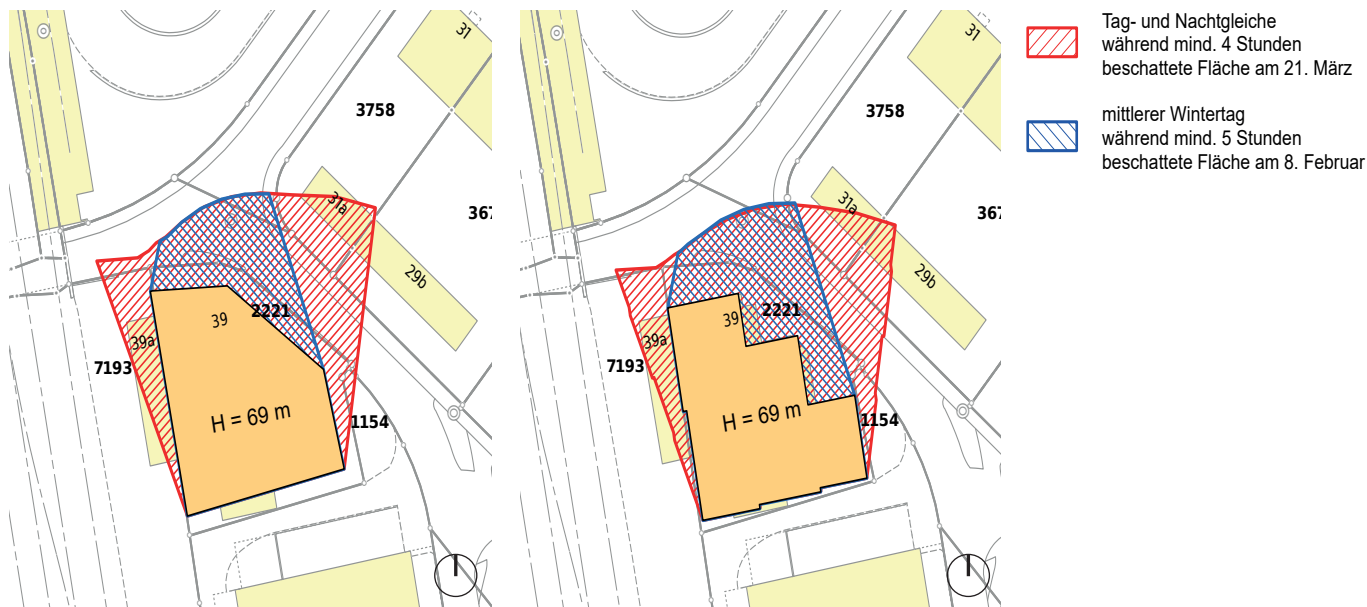 31
3758
367
31a
29b
39
2221
39a
7193
H = 69 m
1154
31
3758
367
31a
29b
39
2221
39a
7193
H = 69 m
1154
Tag- und Nachtgleiche
während mind. 4 Stunden
beschattete Fläche am 21. März
mittlerer Wintertag
während mind. 5 Stunden
beschattete Fläche am 8. Februar